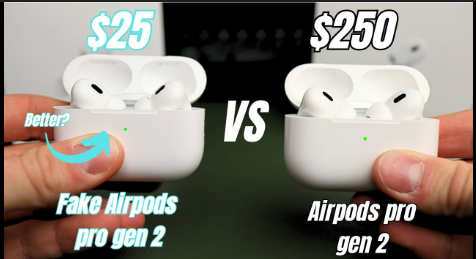 $25
$250
Better?
VS
Fake Airpods
pro gen 2
Airpods pro
gen 2